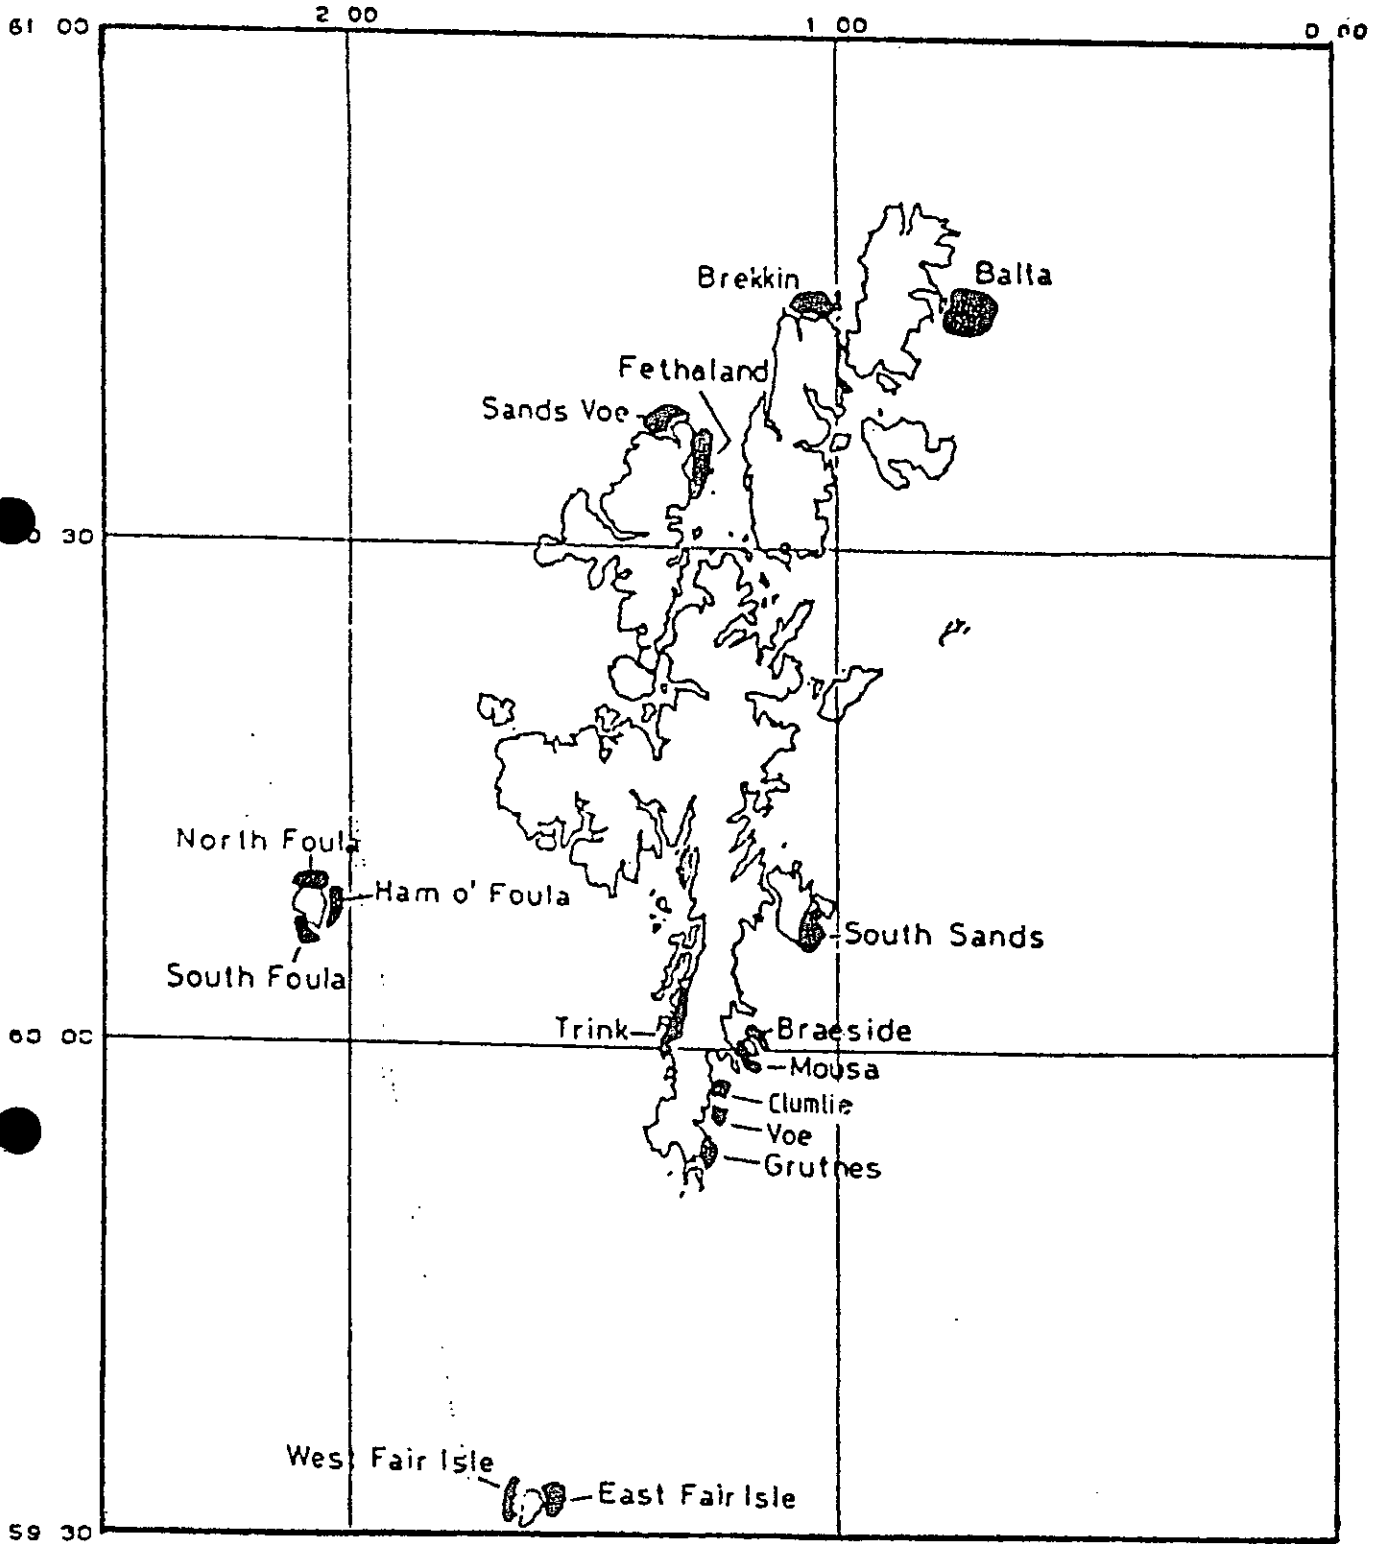 2 00
1 00
0 00
61 00
Brekkin
Balta
Fethaland
Sands Voe
30
North Foula
Ham o' Foula
South Sands
South Foula
60 00
Trink
Braeside
Mousa
Clumlie
Voe
Grutnes
West Fair Isle
East Fair Isle
59 30